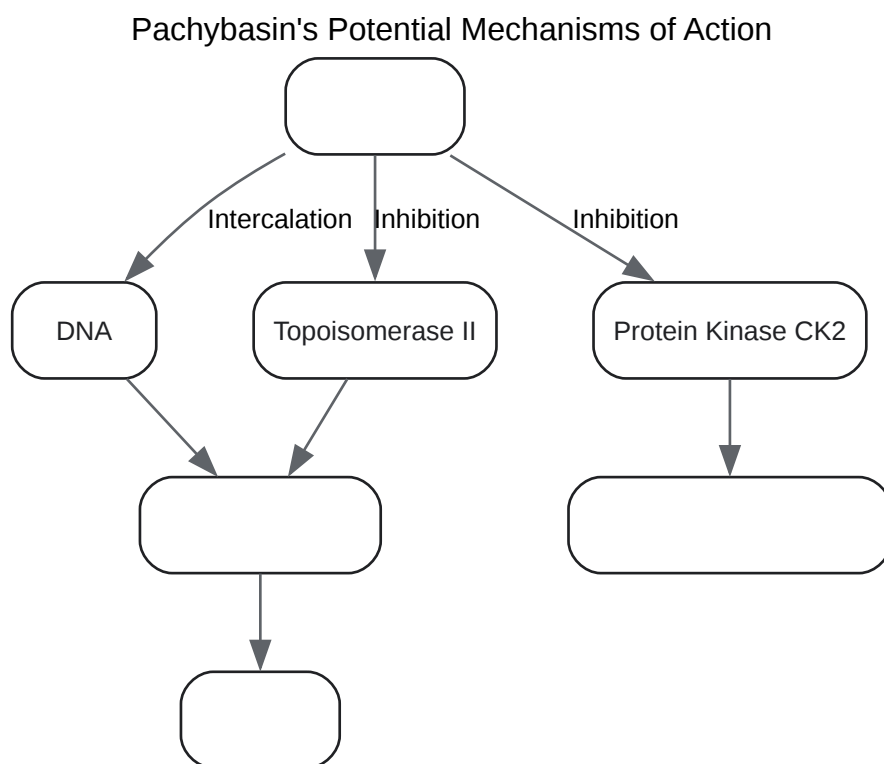 Pachybasin's Potential Mechanisms of Action
Intercalation
Inhibition
Inhibition
DNA
Topoisomerase II
Protein Kinase CK2